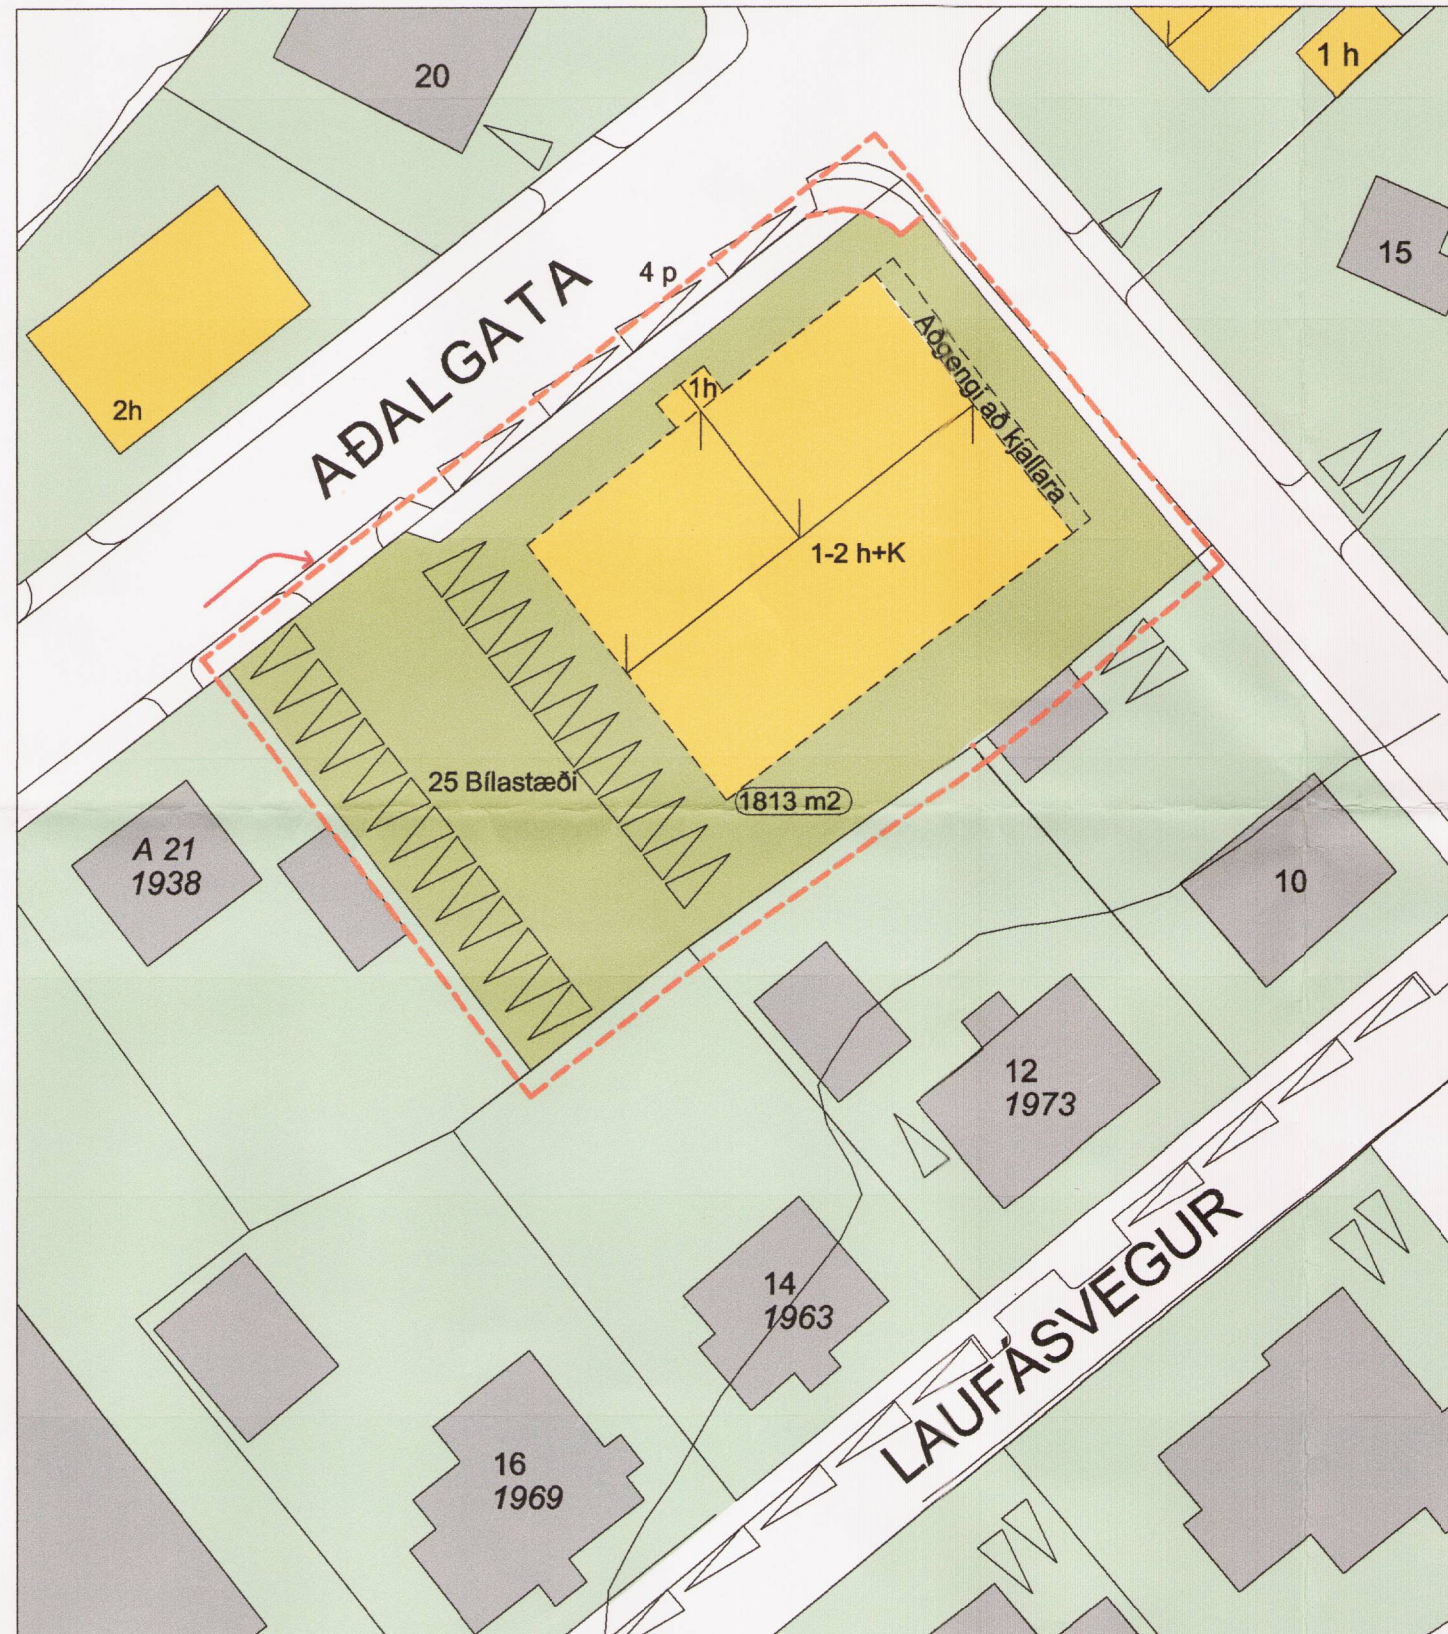 20
1 h
15
4 p
AÐALGATA
2h
1h
Aðgengi að kjallara
1-2 h+K
25 Bílastæði
1813 m2
A 21
1938
10
12
1973
14
1963
LAUFÁSVEGUR
16
1969